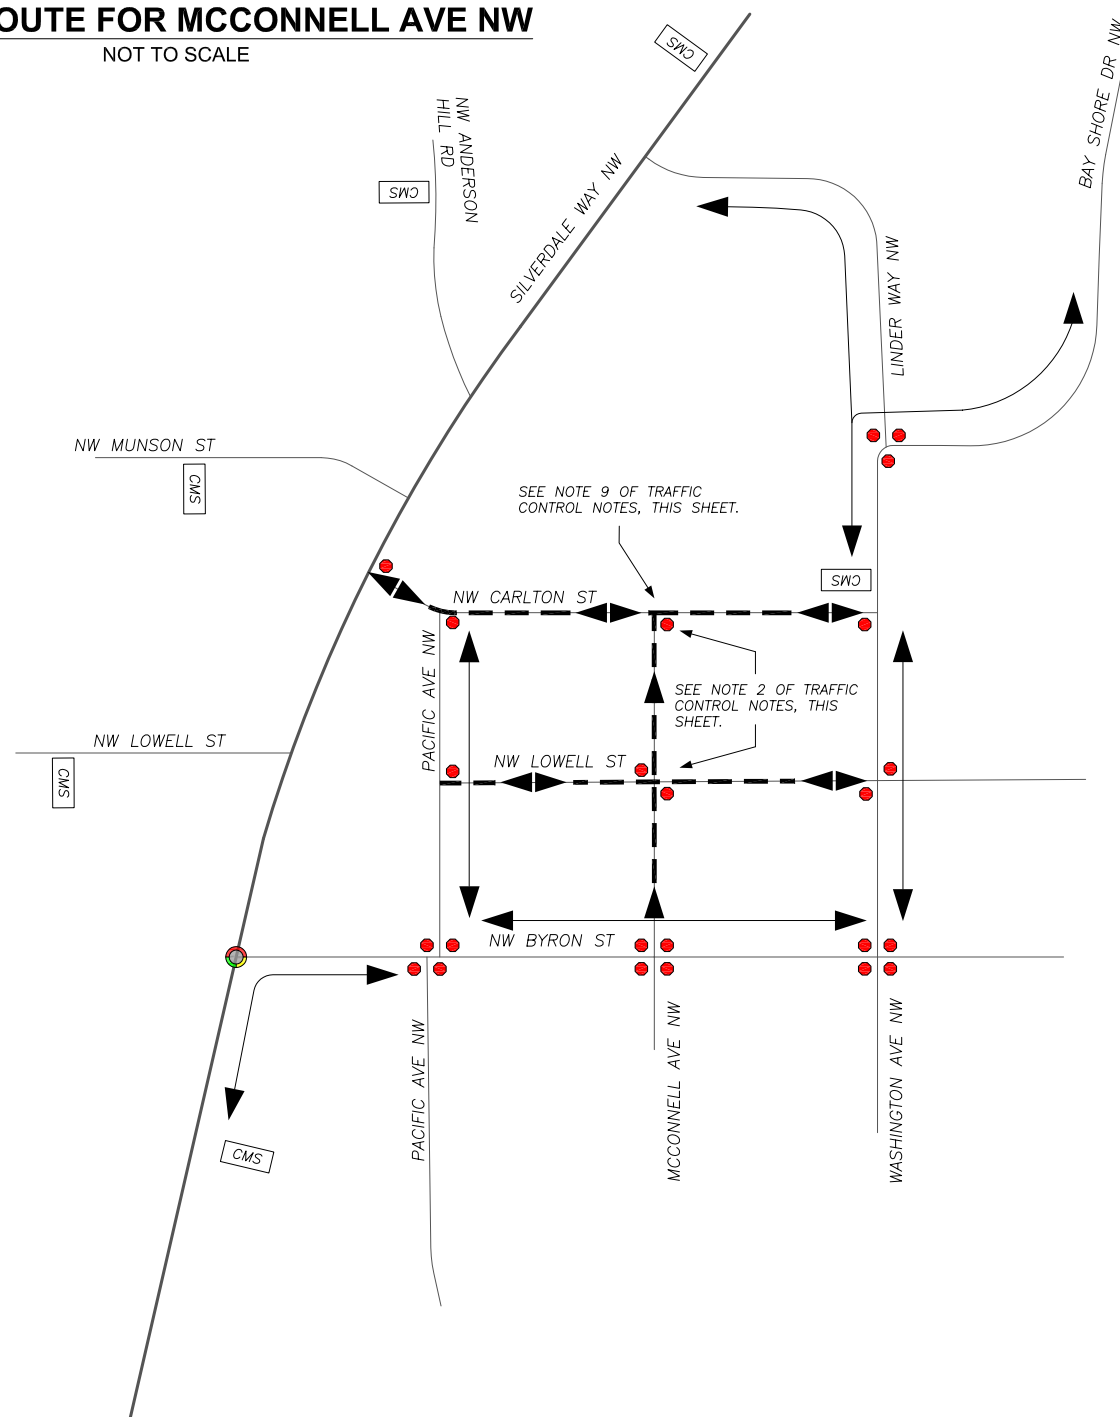 OUTE FOR MCCONNELL AVE NW
NOT TO SCALE
CMS
BAY SHORE DR NW
NW ANDERSON
HILL RD
CMS
SILVERDALE WAY NW
LINDER WAY NW
NW MUNSON ST
CMS
SEE NOTE 9 OF TRAFFIC
CONTROL NOTES, THIS SHEET.
CMS
NW CARLTON ST
PACIFIC AVE NW
SEE NOTE 2 OF TRAFFIC
CONTROL NOTES, THIS
SHEET.
NW LOWELL ST
NW LOWELL ST
CMS
NW BYRON ST
PACIFIC AVE NW
MCCONNELL AVE NW
WASHINGTON AVE NW
CMS